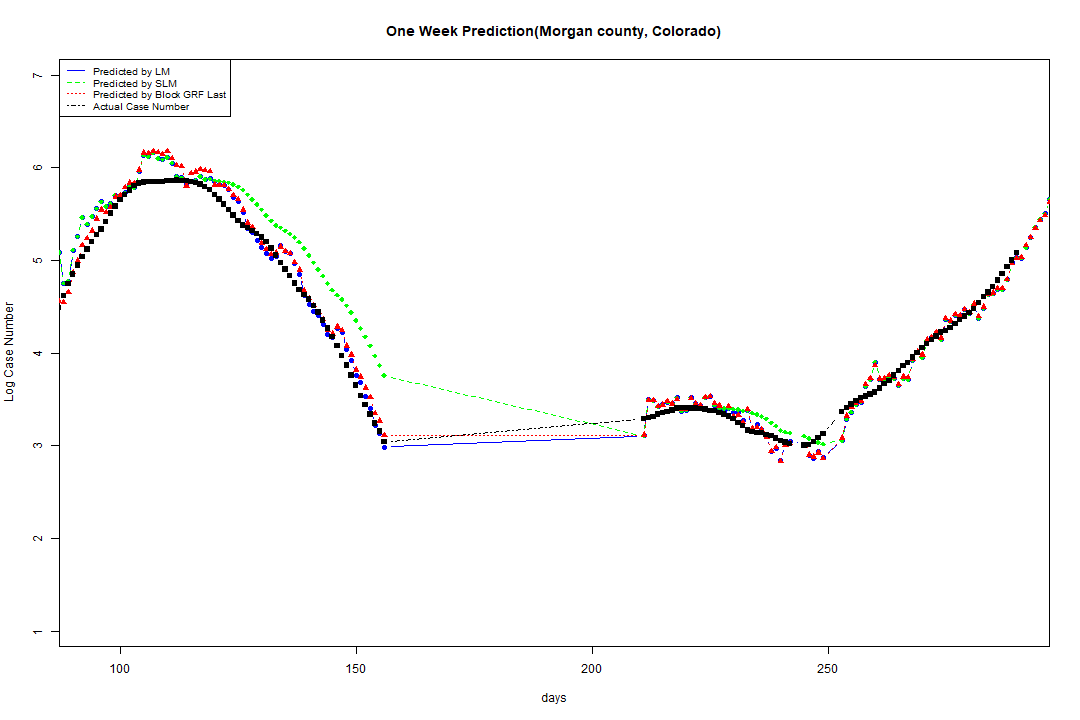 One Week Prediction(Morgan county, Colorado)
Predicted by LM
Predicted by SLM
Predicted by Block GRF Last
Actual Case Number
7
6
5
4
3
2
1
Log Case Number
100 150 200 250
days